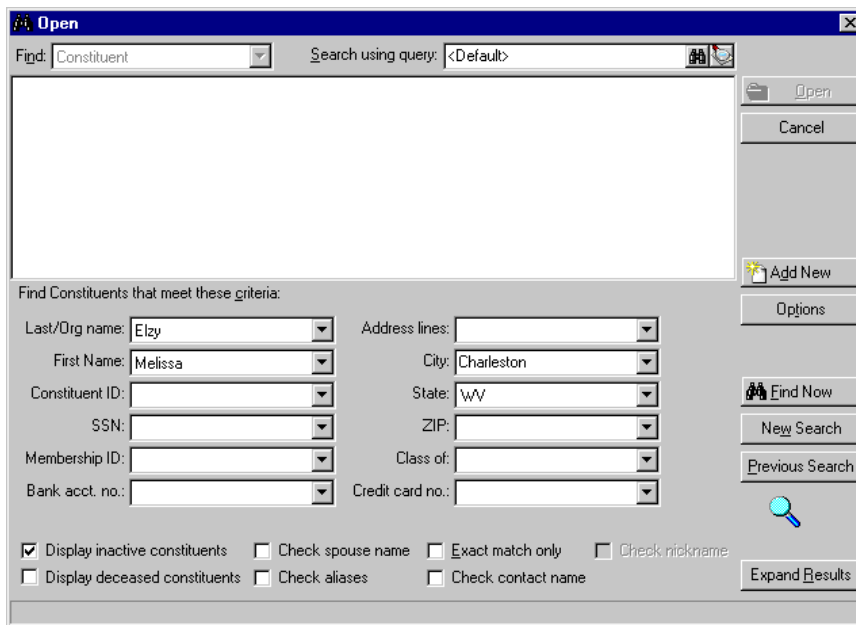 Open
Find: Constituent Search using query: <Default>
Open
Cancel
Add New
Options
Find Constituents that meet these criteria:
Last/Org name: Elzy Address lines:
First Name: Melissa City: Charleston
Constituent ID: State: WV
Find Now
SSN: ZIP:
New Search
Membership ID: Class of:
Previous Search
Bank acct. no.: Credit card no.:
Display inactive constituents Check spouse name Exact match only Check nickname
Display deceased constituents Check aliases Check contact name
Expand Results